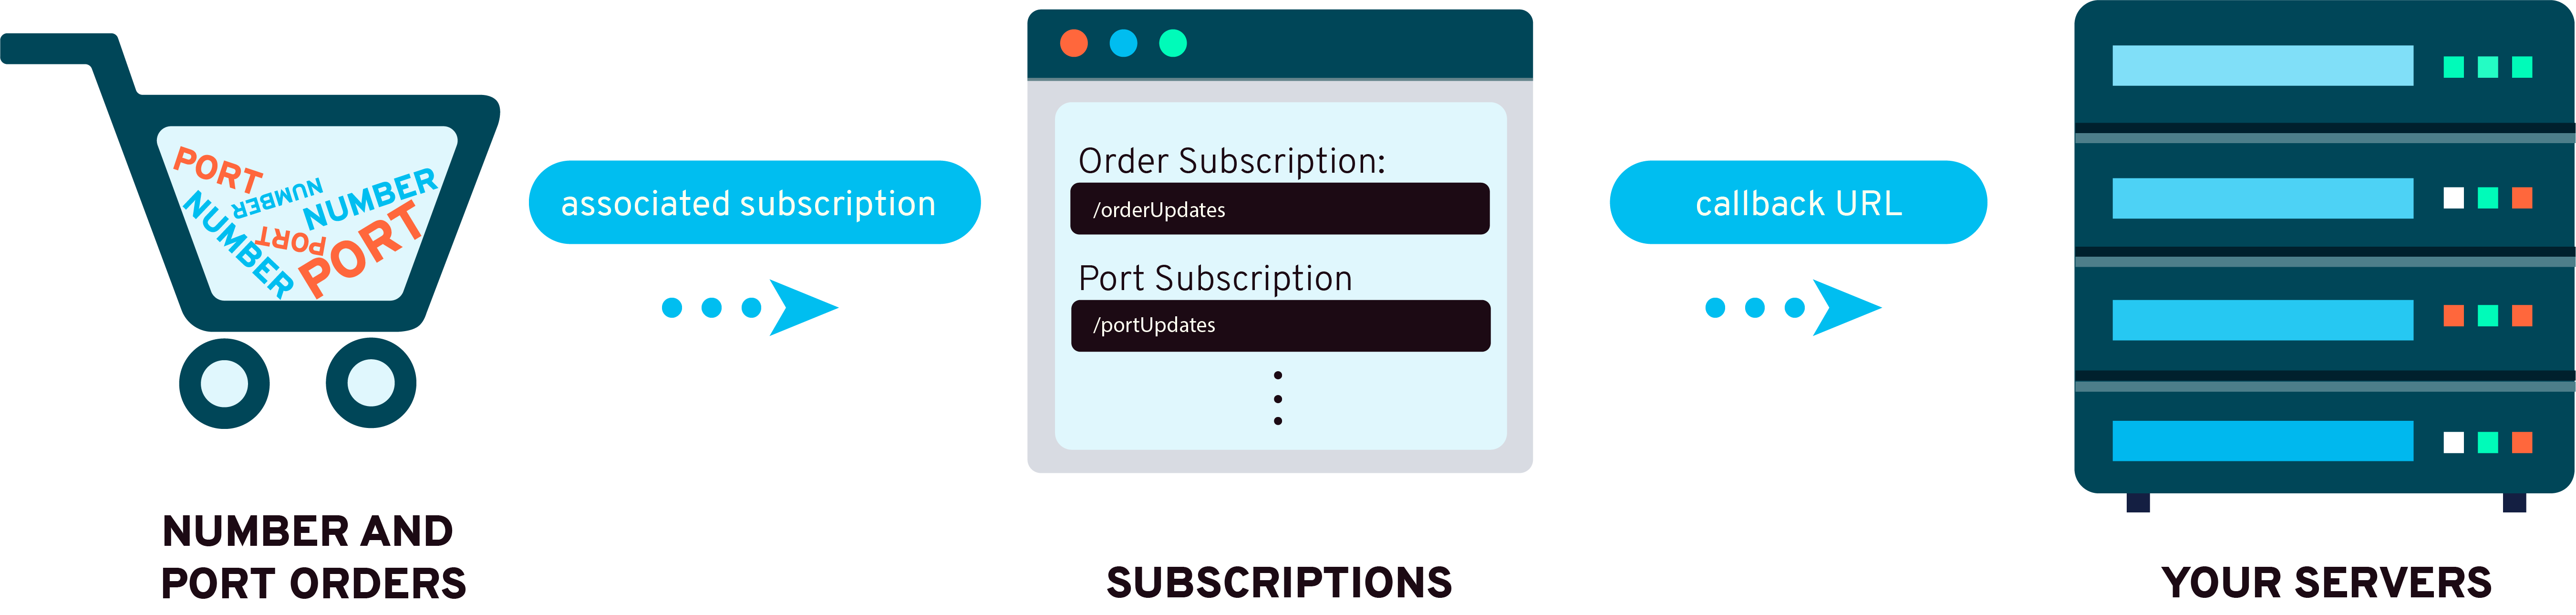 PORT
NUMBER
NUMBER
NUMBER
PORT
PORT
NUMBER AND
PORT ORDERS
associated subscription
Order Subscription:
/orderUpdates
Port Subscription
/portUpdates
SUBSCRIPTIONS
callback URL
YOUR SERVERS